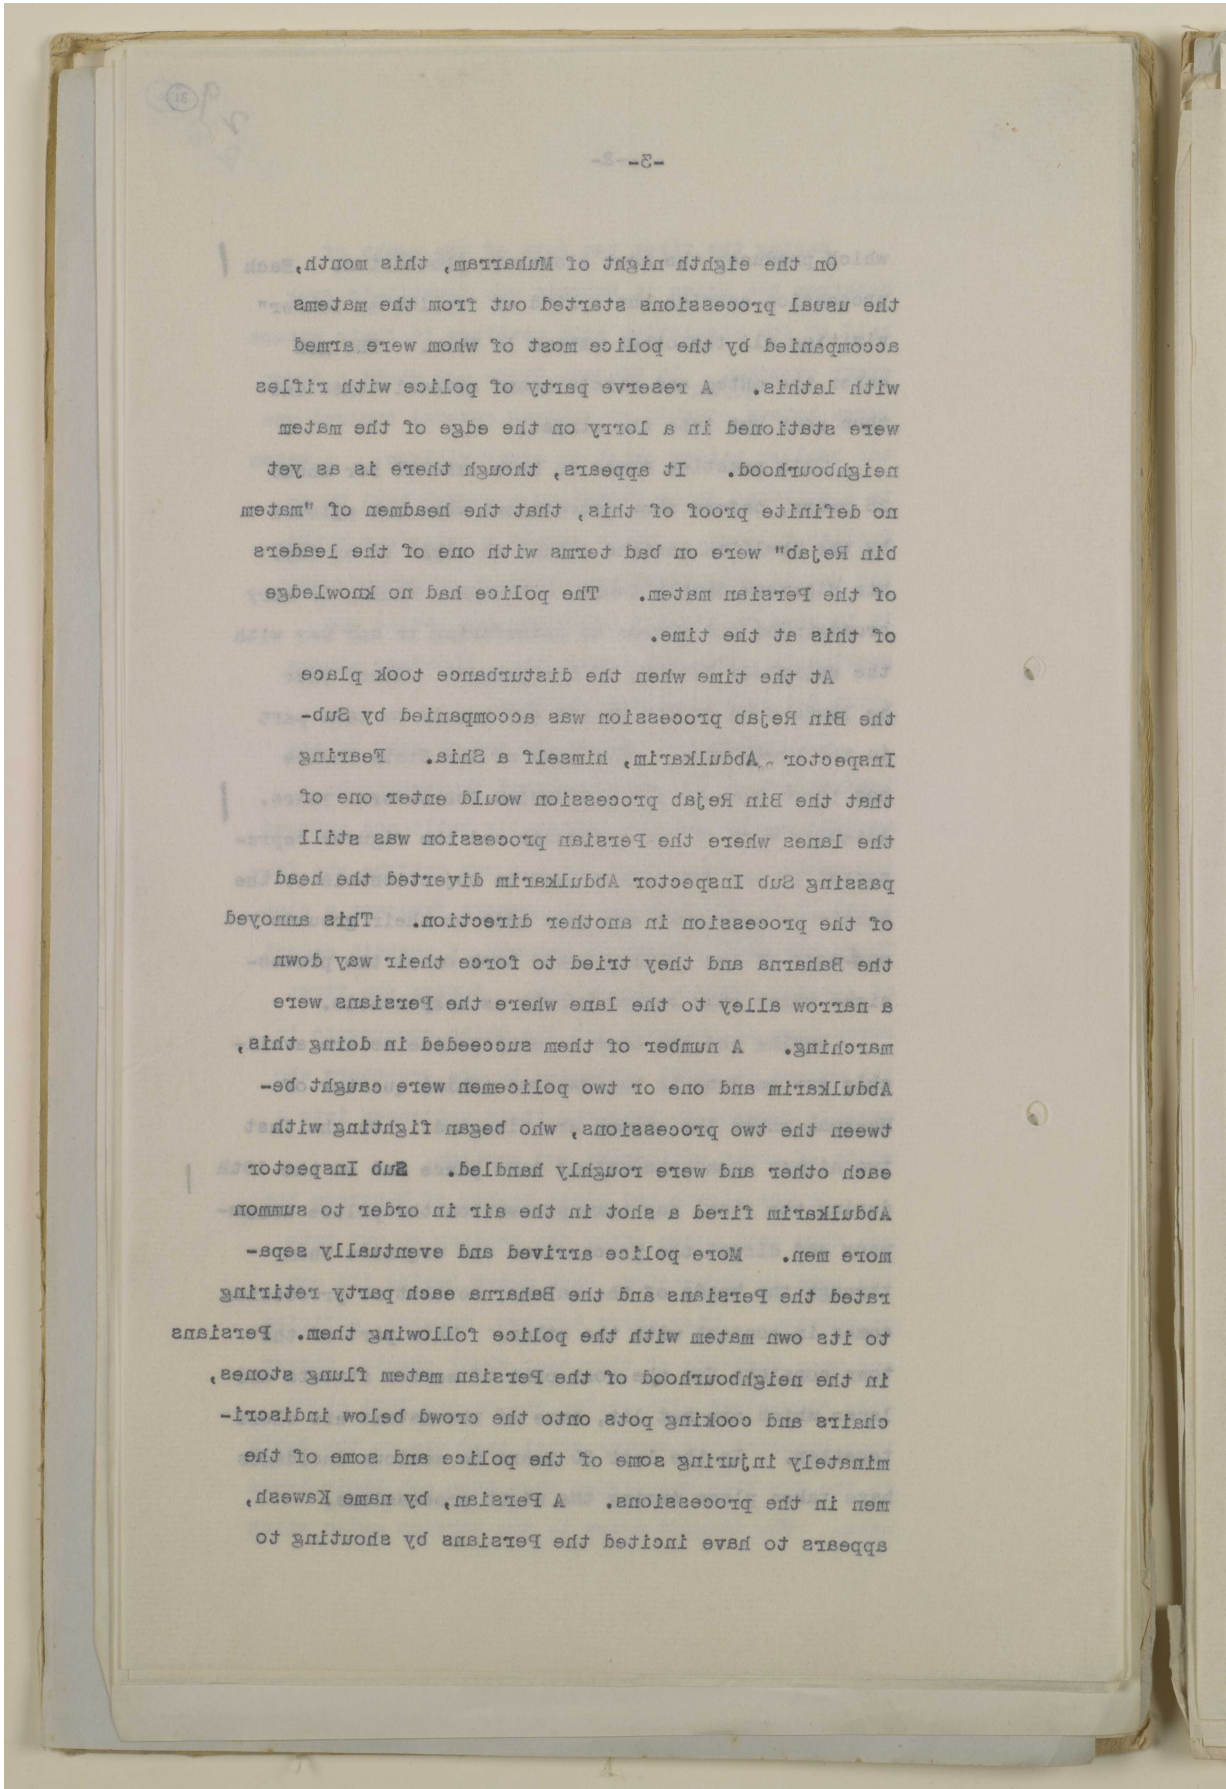 -3-
On the eighth night of Muharram, this month,
the usual processions started out from the matems
accompanied by the police most of whom were armed
with lathis. A reserve party of police with rifles
were stationed in a lorry on the edge of the matem
neighbourhood. It appears, though there is as yet
no definite proof of this, that the headmen of "matem
bin Rejab" were on bad terms with one of the leaders
of the Persian matem. The police had no knowledge
of this at the time.
At the time when the disturbance took place
the Bin Rejab procession was accompanied by Sub-
Inspector Abdulkarim, himself a Shia. Fearing
that the Bin Rejab procession would enter one of
the lanes where the Persian procession was still
passing Sub Inspector Abdulkarim diverted the head
of the procession in another direction. This annoyed
the Baharna and they tried to force their way down
a narrow alley to the lane where the Persians were
marching. A number of them succeeded in doing this,
Abdulkarim and one or two policemen were caught be-
tween the two processions, who began fighting with
each other and were roughly handled. Sub Inspector
Abdulkarim fired a shot in the air in order to summon
more men. More police arrived and eventually sepa-
rated the Persians and the Baharna each party retiring
to its own matem with the police following them. Persians
in the neighbourhood of the Persian matem flung stones,
chairs and cooking pots onto the crowd below indiscri-
minately injuring some of the police and some of the
men in the processions. A Persian, by name Kawesh,
appears to have incited the Persians by shouting to